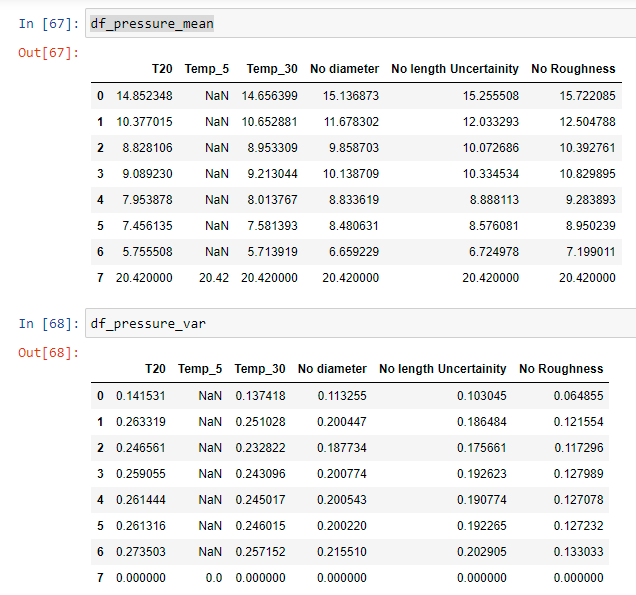 In [67]: df_pressure_mean
Out[67]:
T20 Temp_5 Temp_30 No diameter No length Uncertainity No Roughness
0 14.852348 NaN 14.656399 15.136873 15.255508 15.722085
1 10.377015 NaN 10.652881 11.678302 12.033293 12.504788
2 8.828106 NaN 8.953309 9.858703 10.072686 10.392761
3 9.089230 NaN 9.213044 10.138709 10.334534 10.829895
4 7.953878 NaN 8.013767 8.833619 8.888113 9.283893
5 7.456135 NaN 7.581393 8.480631 8.576081 8.950239
6 5.755508 NaN 5.713919 6.659229 6.724978 7.199011
7 20.420000 20.42 20.420000 20.420000 20.420000 20.420000
In [68]: df_pressure_var
Out[68]:
T20 Temp_5 Temp_30 No diameter No length Uncertainity No Roughness
0 0.141531 NaN 0.137418 0.113255 0.103045 0.064855
1 0.263319 NaN 0.251028 0.200447 0.186484 0.121554
2 0.246561 NaN 0.232822 0.187734 0.175661 0.117296
3 0.259055 NaN 0.243096 0.200774 0.192623 0.127989
4 0.261444 NaN 0.245017 0.200543 0.190774 0.127078
5 0.261316 NaN 0.246015 0.200220 0.192265 0.127232
6 0.273503 NaN 0.257152 0.215510 0.202905 0.133033
7 0.000000 0.0 0.000000 0.000000 0.000000 0.000000